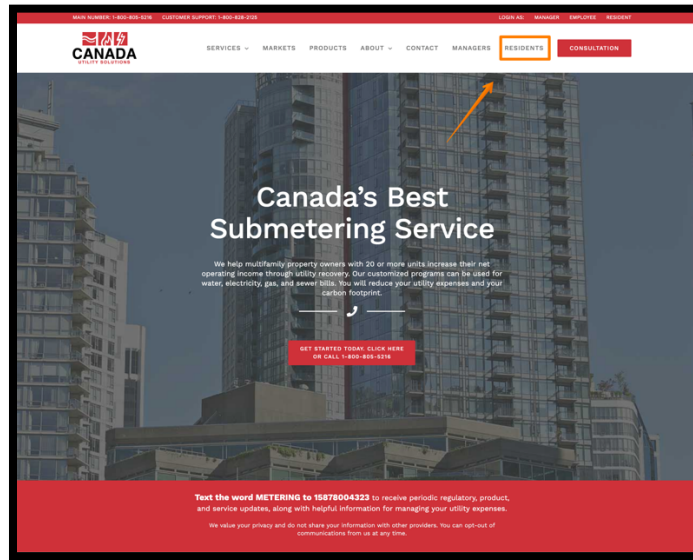 MAIN NUMBER: 1-800-805-5216 CUSTOMER SUPPORT: 1-800-828-2125 LOGIN AS: MANAGER EMPLOYEE RESIDENT
CANADA
UTILITY SOLUTIONS
SERVICES MARKETS PRODUCTS ABOUT CONTACT MANAGERS RESIDENTS CONSULTATION
Canada's Best
Submetering Service
We help multifamily property owners with 20 or more units increase their net
operating income through utility recovery. Our customized programs can be used for
water, electricity, gas, and sewer bills. You will reduce your utility expenses and your
carbon footprint.
GET STARTED TODAY. CLICK HERE
OR CALL 1-800-805-5216
Text the word METERING to 15878004323 to receive periodic regulatory, product,
and service updates, along with helpful information for managing your utility expenses.
We value your privacy and do not share your information with other providers. You can opt-out of
communications from us at any time.